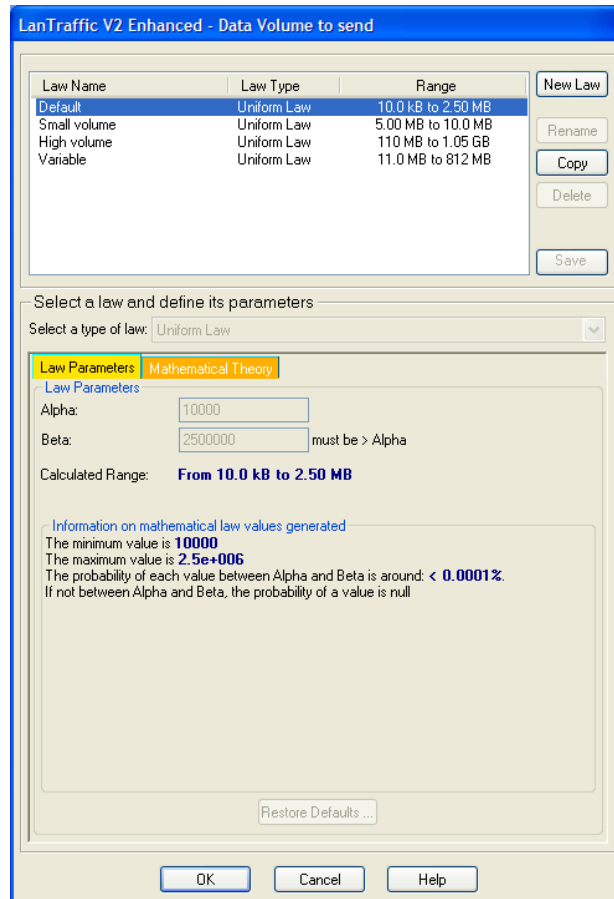 LanTraffic V2 Enhanced - Data Volume to send
Law Name Law Type Range
Default Uniform Law 10.0 kB to 2.50 MB
Small volume Uniform Law 5.00 MB to 10.0 MB
High volume Uniform Law 110 MB to 1.05 GB
Variable Uniform Law 11.0 MB to 812 MB
New Law
Rename
Copy
Delete
Save
Select a law and define its parameters
Select a type of law: Uniform Law
Law Parameters Mathematical Theory
Law Parameters
Alpha: 10000
Beta: 2500000 must be > Alpha
Calculated Range: From 10.0 kB to 2.50 MB
Information on mathematical law values generated
The minimum value is 10000
The maximum value is 2.5e+006
The probability of each value between Alpha and Beta is around: < 0.0001%.
If not between Alpha and Beta, the probability of a value is null
Restore Defaults ...
OK Cancel Help